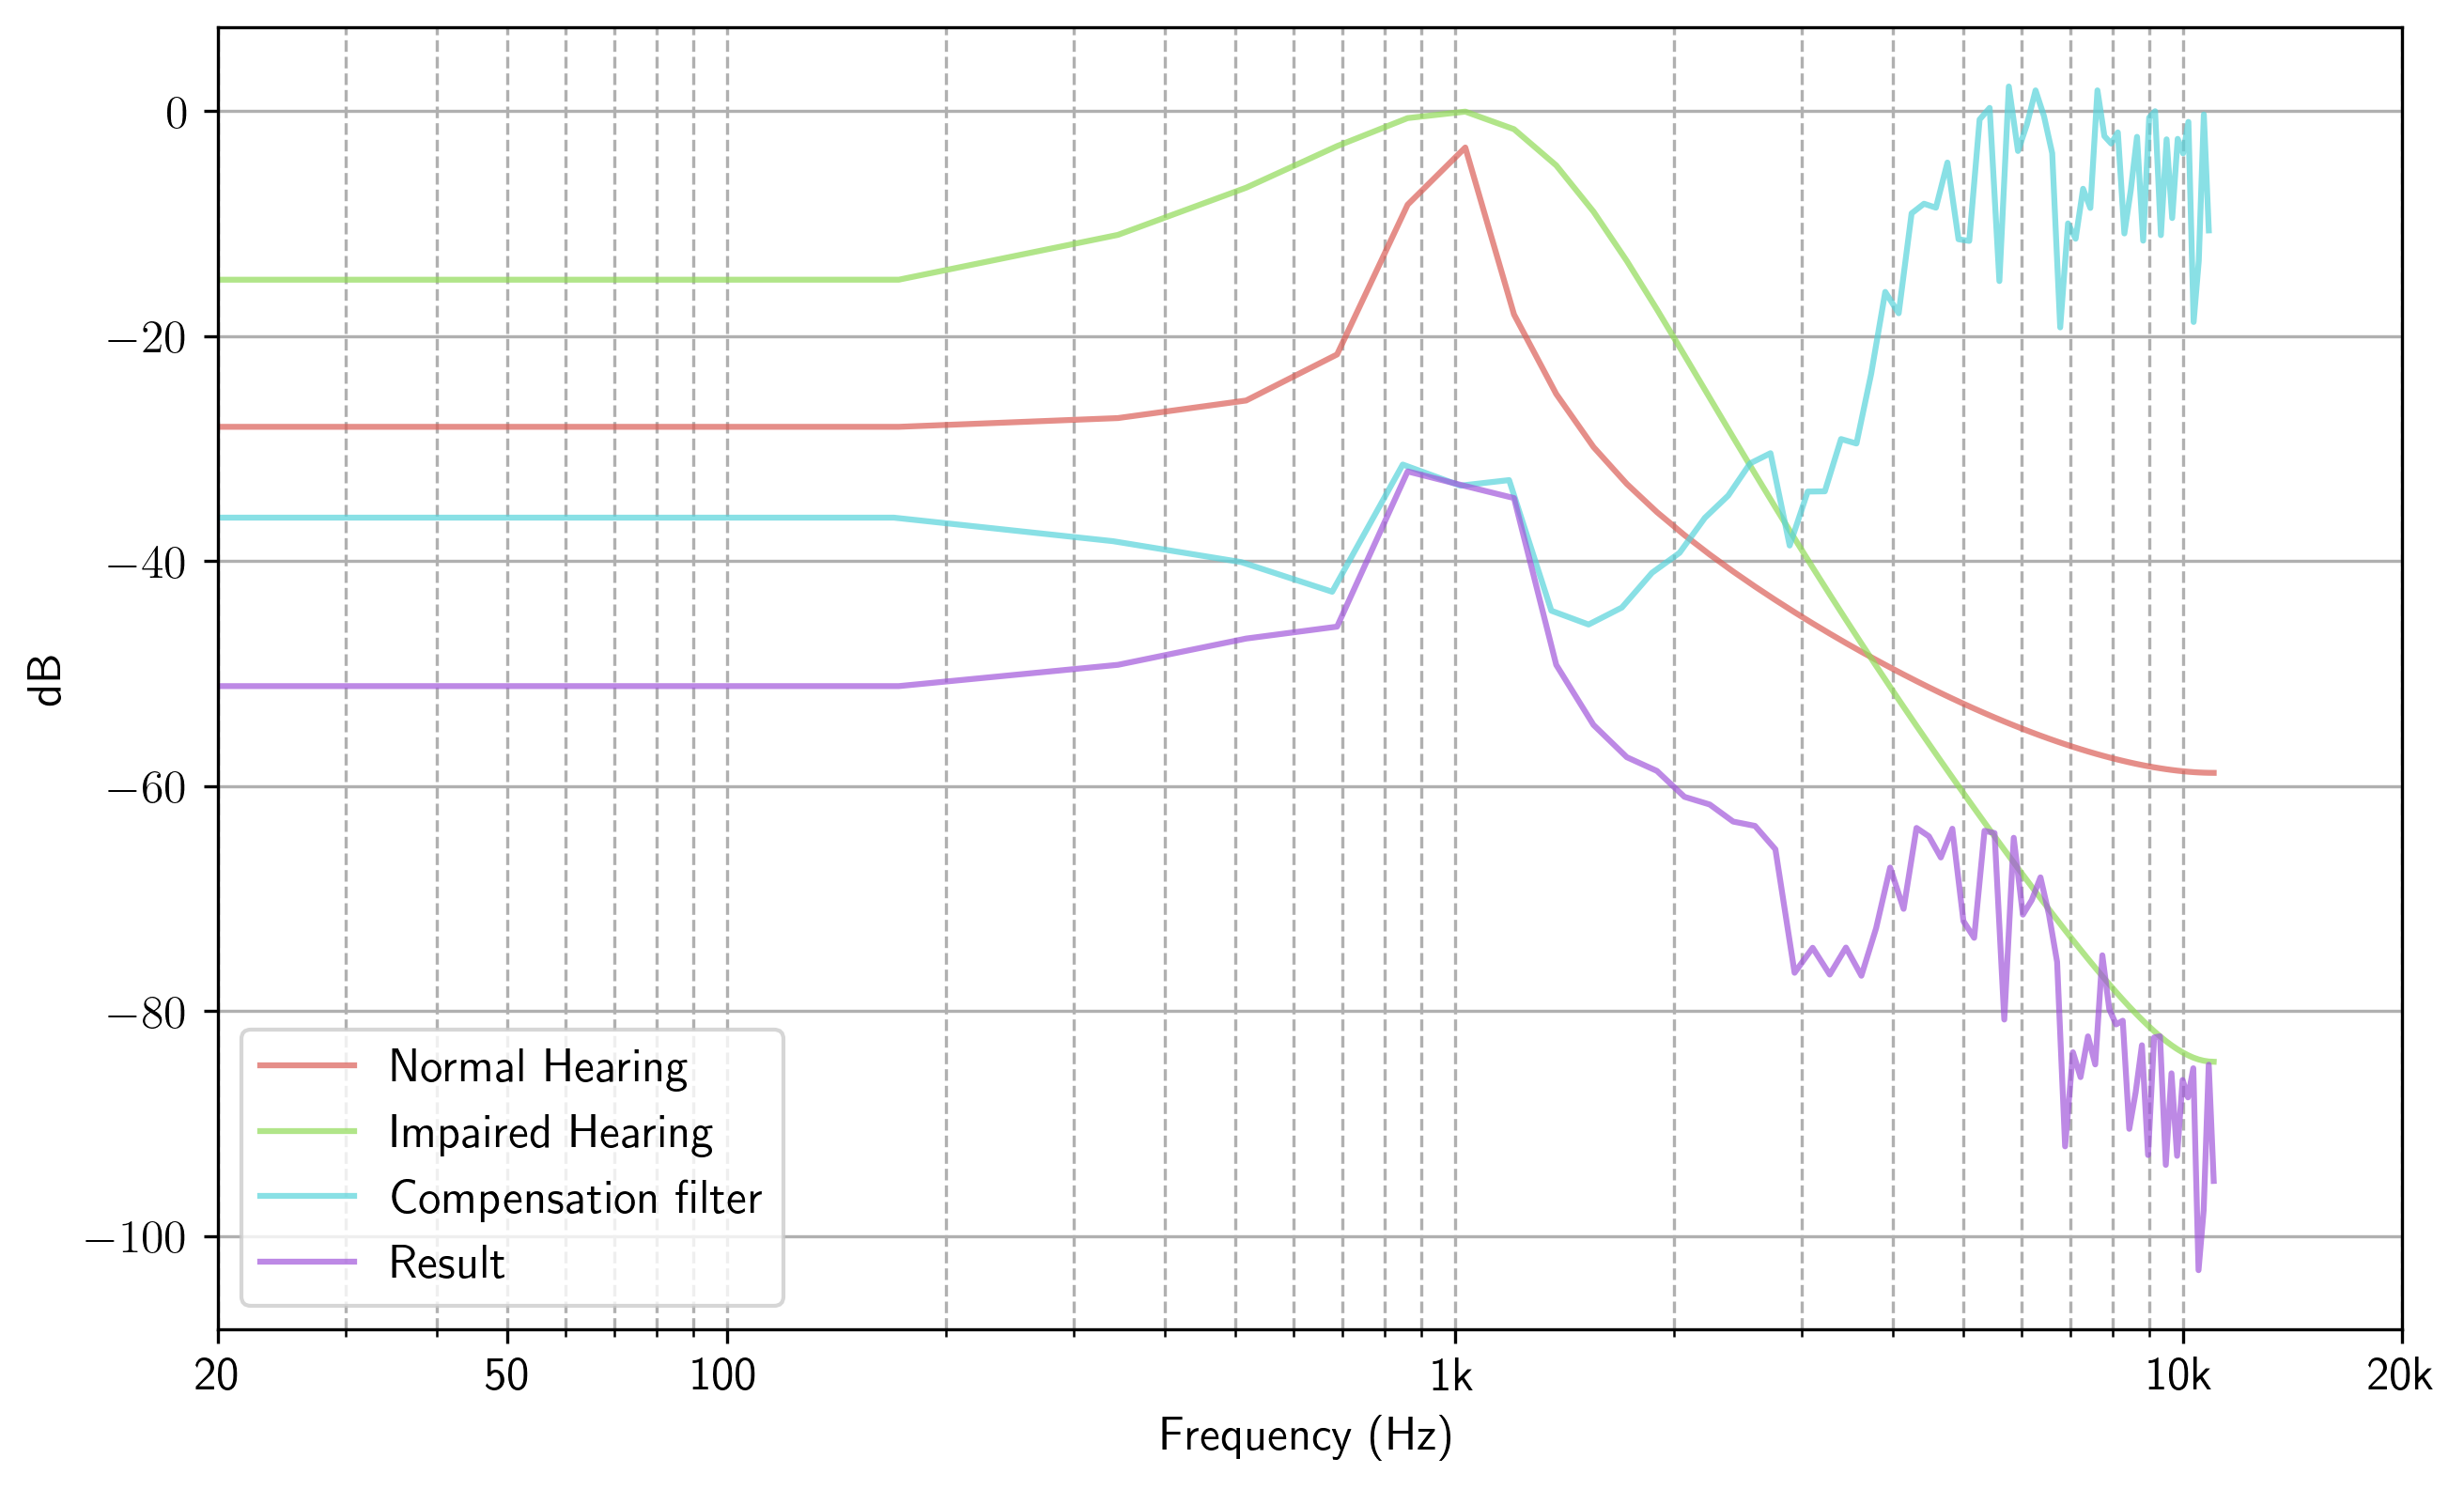 0
−20
−40
−60
−80
−100
dB
Normal Hearing
Impaired Hearing
Compensation filter
Result
20 50 100 1k 10k 20k
Frequency (Hz)